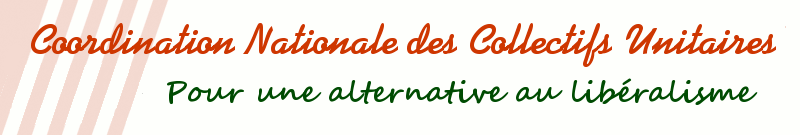 Coordination Nationale des Collectifs Unitaires
Pour une alternative au libéralisme